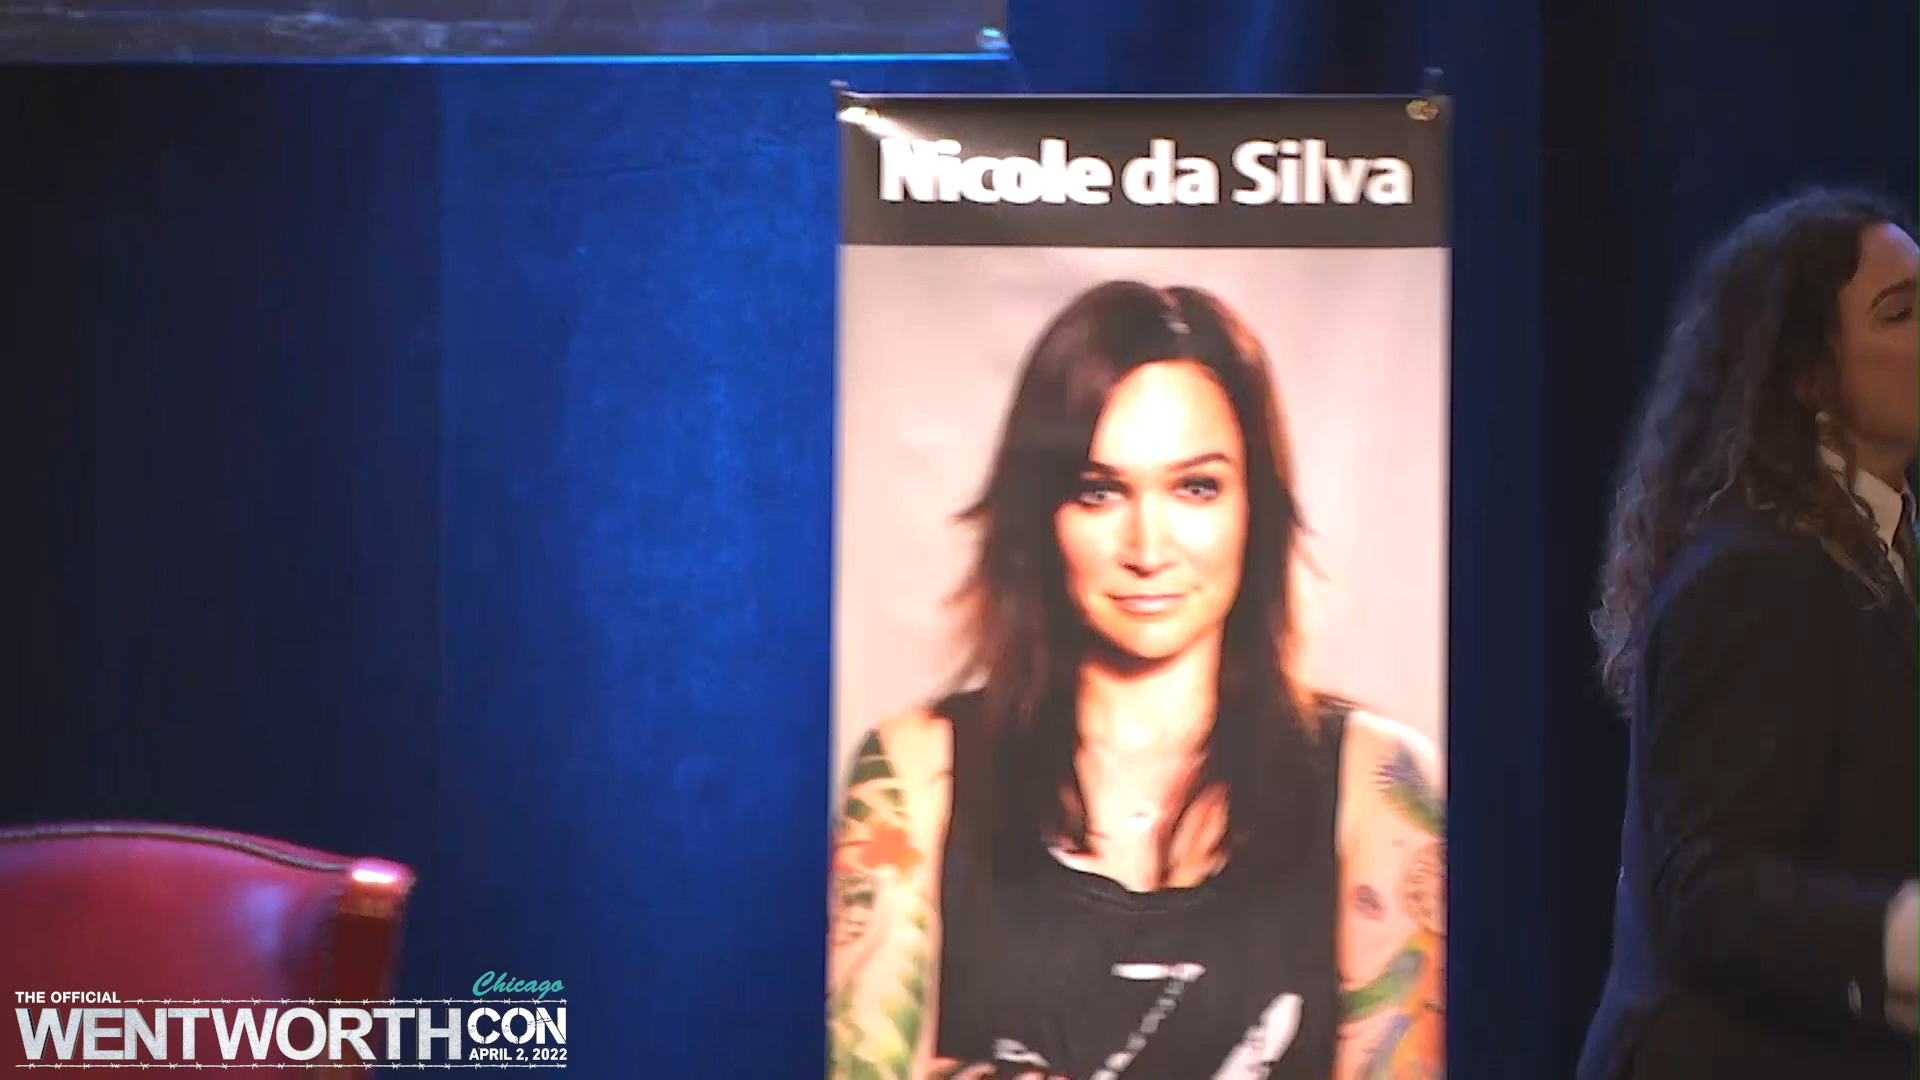 Nicole da Silva
Chicago
THE OFFICIAL
WENTWORTH CON
APRIL 2, 2022